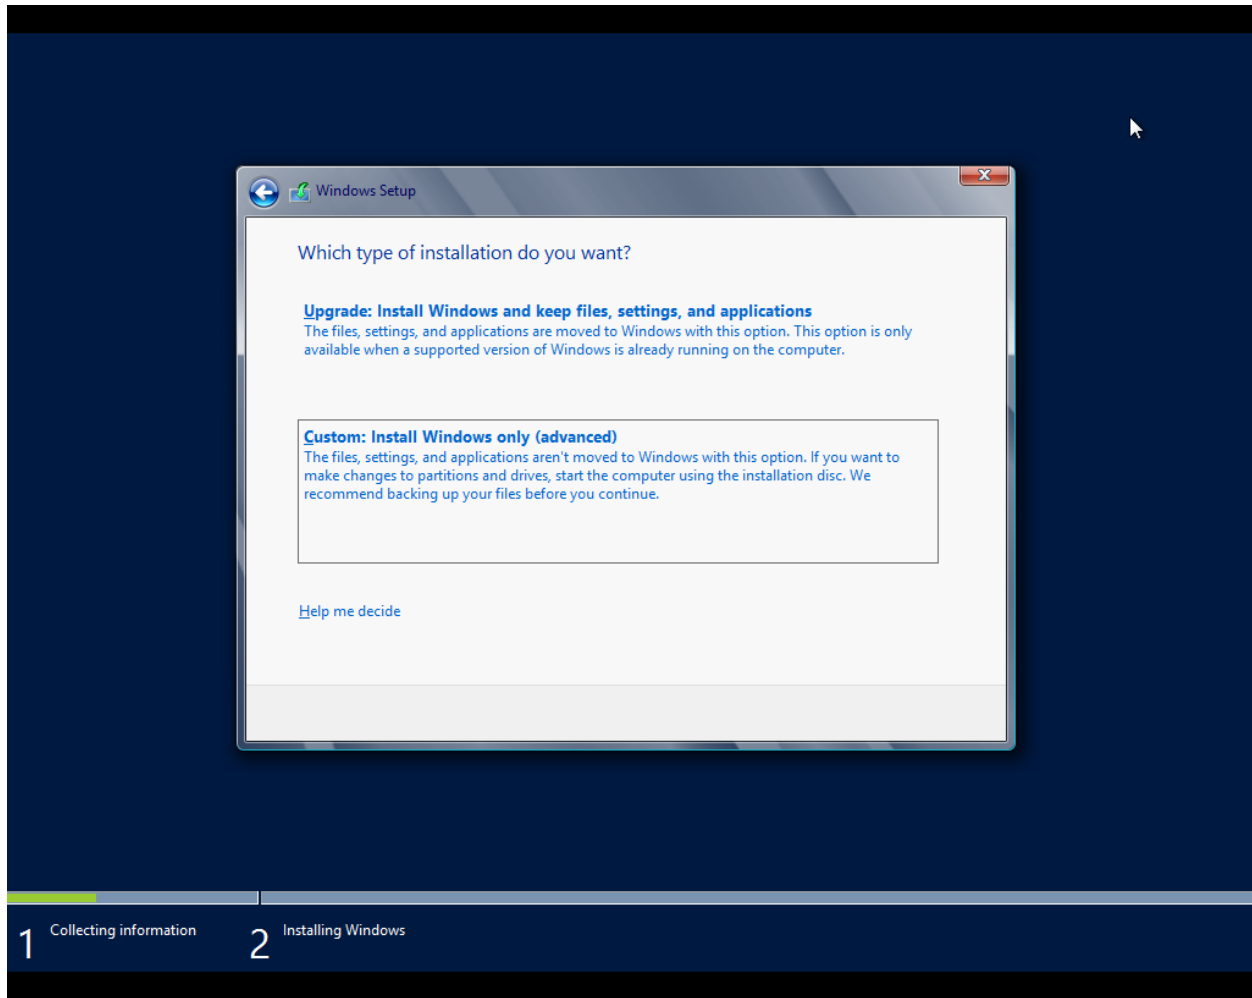 Windows Setup
x
Which type of installation do you want?
Upgrade: Install Windows and keep files, settings, and applications
The files, settings, and applications are moved to Windows with this option. This option is only
available when a supported version of Windows is already running on the computer.
Custom: Install Windows only (advanced)
The files, settings, and applications aren't moved to Windows with this option. If you want to
make changes to partitions and drives, start the computer using the installation disc. We
recommend backing up your files before you continue.
Help me decide
1 Collecting information 2 Installing Windows